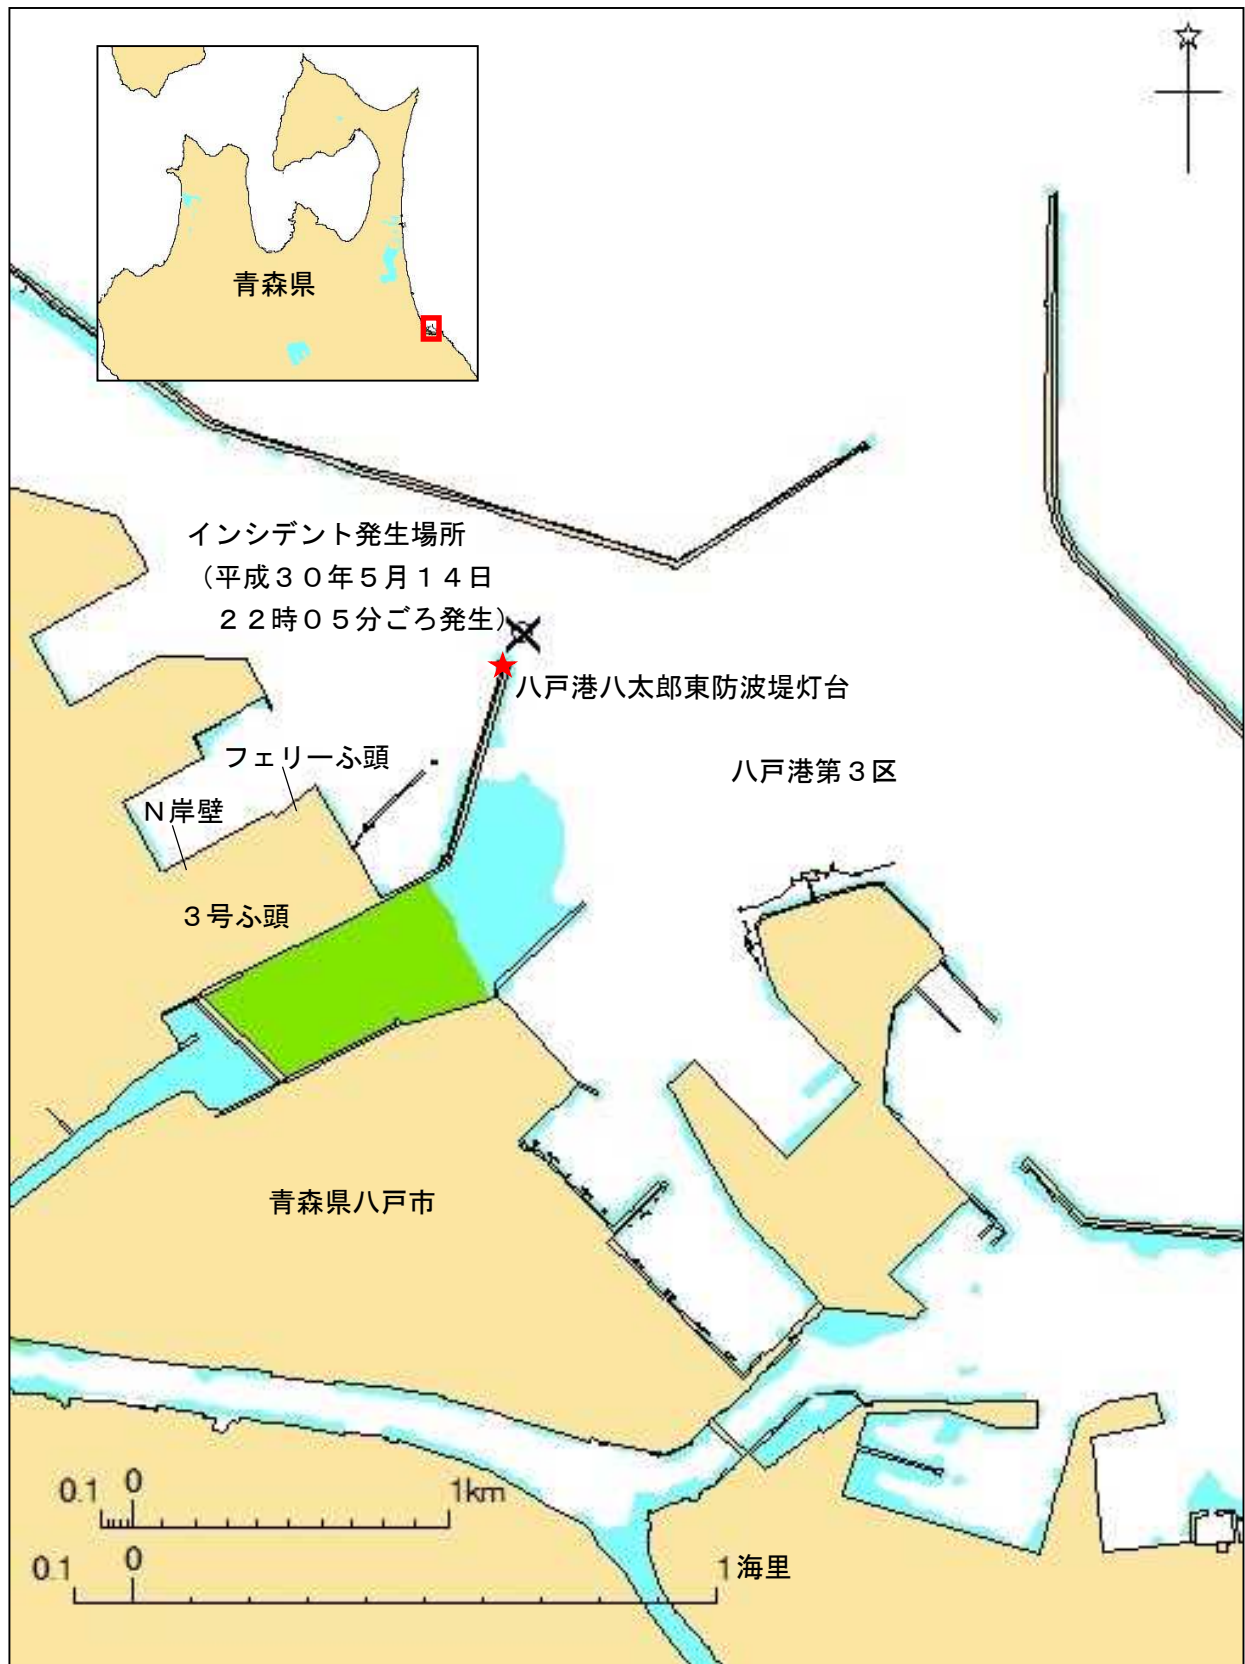 青森県
インシデント発生場所
（平成３０年５月１４日
２２時０５分ごろ発生）
八戸港八太郎東防波堤灯台
フェリーふ頭
八戸港第３区
Ｎ岸壁
３号ふ頭
青森県八戸市
0.1 0 1km
0.1 0 1海里